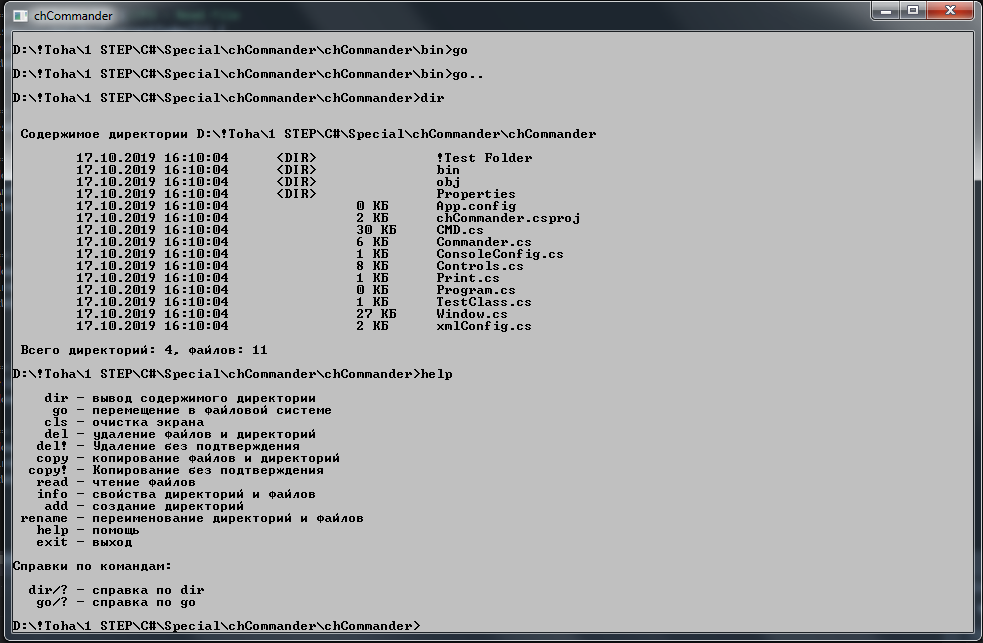 chCommander
D:\!Toha\1 STEP\C#\Special\chCommander\chCommander\bin>go
D:\!Toha\1 STEP\C#\Special\chCommander\chCommander\bin>go..
D:\!Toha\1 STEP\C#\Special\chCommander\chCommander>dir
Содержимое директории D:\!Toha\1 STEP\C#\Special\chCommander\chCommander
17.10.2019 16:10:04 <DIR> !Test Folder
17.10.2019 16:10:04 <DIR> bin
17.10.2019 16:10:04 <DIR> obj
17.10.2019 16:10:04 <DIR> Properties
17.10.2019 16:10:04 0 КБ App.config
17.10.2019 16:10:04 2 КБ chCommander.csproj
17.10.2019 16:10:04 30 КБ CMD.cs
17.10.2019 16:10:04 6 КБ Commander.cs
17.10.2019 16:10:04 1 КБ ConsoleConfig.cs
17.10.2019 16:10:04 8 КБ Controls.cs
17.10.2019 16:10:04 1 КБ Print.cs
17.10.2019 16:10:04 0 КБ Program.cs
17.10.2019 16:10:04 1 КБ TestClass.cs
17.10.2019 16:10:04 27 КБ Window.cs
17.10.2019 16:10:04 2 КБ xmlConfig.cs
Всего директорий: 4, файлов: 11
D:\!Toha\1 STEP\C#\Special\chCommander\chCommander>help
dir - вывод содержимого директории
go - перемещение в файловой системе
cls - очистка экрана
del - удаление файлов и директорий
del! - Удаление без подтверждения
copy - копирование файлов и директорий
copy! - Копирование без подтверждения
read - чтение файлов
info - свойства директорий и файлов
add - создание директорий
rename - переименование директорий и файлов
help - помощь
exit - выход
Справки по командам:
dir/? - справка по dir
go/? - справка по go
D:\!Toha\1 STEP\C#\Special\chCommander\chCommander>